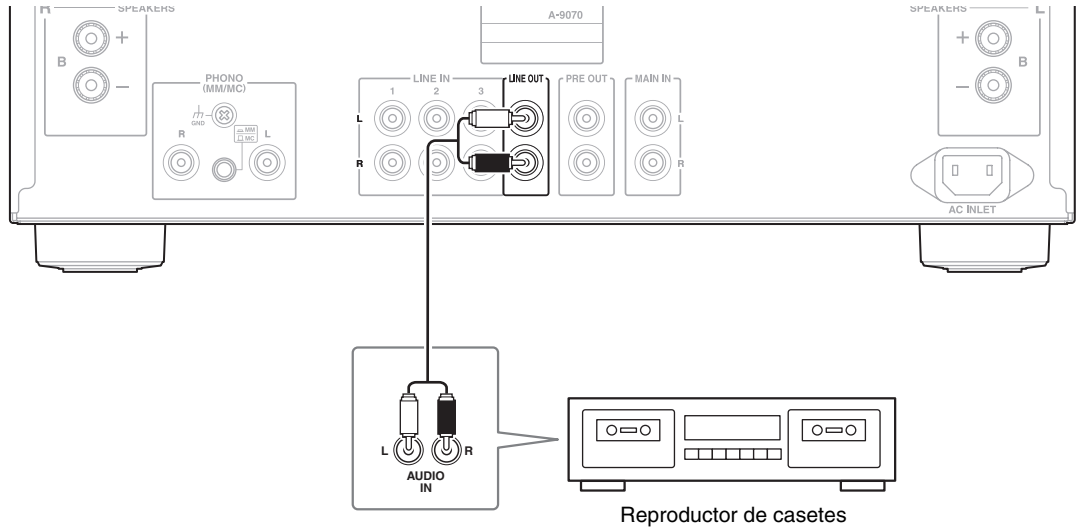 R SPEAKERS
A-9070
SPEAKERS L
+
B
−
+
B
−
PHONO
(MM/MC)
GND
MM
MC
R L
LINE IN
1 2 3
LINE OUT
PRE OUT
MAIN IN
L
R
L
R
AC INLET
L R
AUDIO
IN
Reproductor de casetes